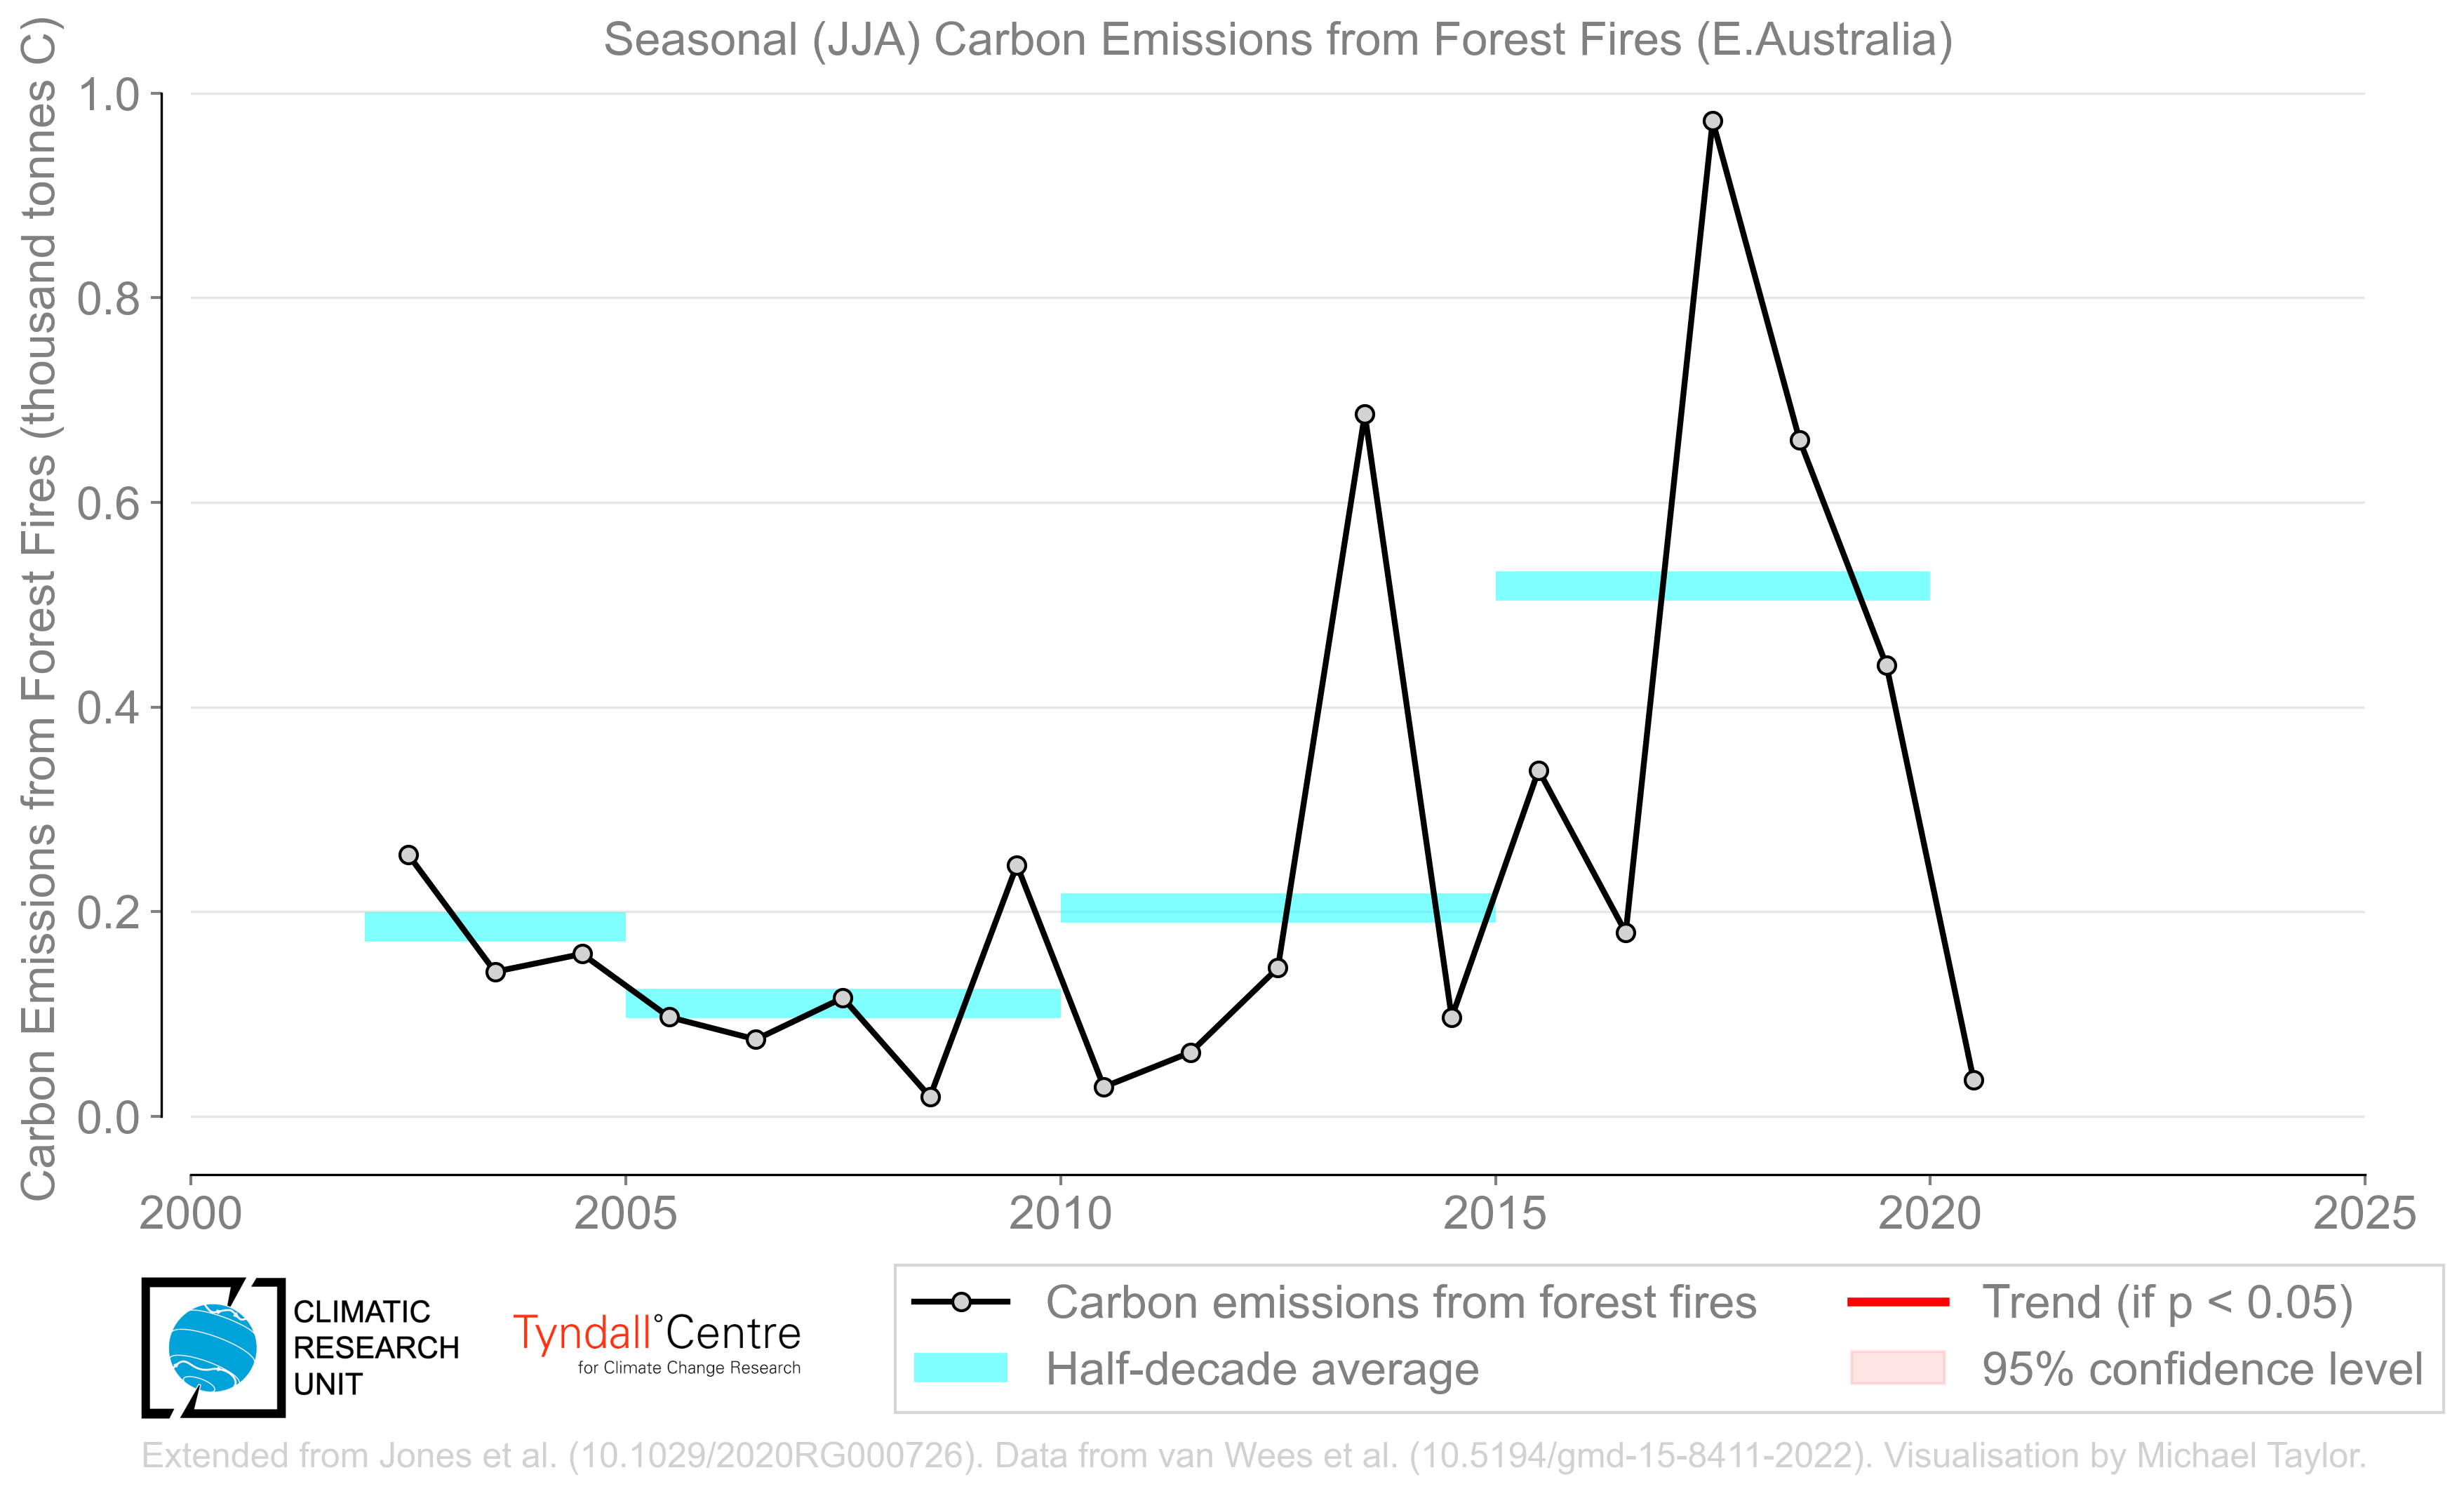 Seasonal (JJA) Carbon Emissions from Forest Fires (E.Australia)
Carbon Emissions from Forest Fires (thousand tonnes C)
1.0
0.8
0.6
0.4
0.2
0.0
2000
2005
2010
2015
2020
2025
CLIMATIC
RESEARCH
UNIT
Tyndall°Centre
for Climate Change Research
Carbon emissions from forest fires
Half-decade average
Trend (if p < 0.05)
95% confidence level
Extended from Jones et al. (10.1029/2020RG000726). Data from van Wees et al. (10.5194/gmd-15-8411-2022). Visualisation by Michael Taylor.